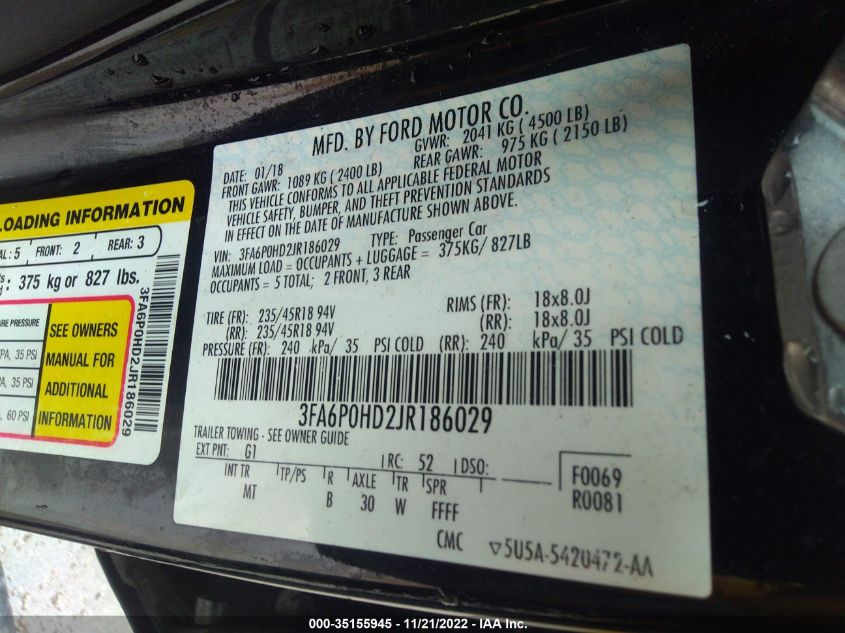 MFD. BY FORD MOTOR CO.
DATE: 01/18 GVWR: 2041 KG ( 4500 LB)
FRONT GAWR: 1089 KG ( 2400 LB) REAR GAWR: 975 KG ( 2150 LB)
THIS VEHICLE CONFORMS TO ALL APPLICABLE FEDERAL MOTOR
VEHICLE SAFETY, BUMPER, AND THEFT PREVENTION STANDARDS
IN EFFECT ON THE DATE OF MANUFACTURE SHOWN ABOVE.
VIN: 3FA6P0HD2JR186029 TYPE: Passenger Car
MAXIMUM LOAD = OCCUPANTS + LUGGAGE = 375KG/ 827LB
OCCUPANTS = 5 TOTAL; 2 FRONT, 3 REAR
TIRE (FR): 235/45R18 94V RIMS (FR): 18x8.0J
(RR): 235/45R18 94V (RR): 18x8.0J
PRESSURE (FR): 240 kPa/ 35 PSI COLD (RR): 240 kPa/ 35 PSI COLD
3FA6P0HD2JR186029
TRAILER TOWING - SEE OWNER GUIDE
EXT PNT: G1 RC: 52 DSO:
INT TR TP/PS R AXLE TR SPR F0069
MT B 30 W FFFF R0081
CMC ▽5U5A-5420472-AA
LOADING INFORMATION
5 FRONT: 2 REAR: 3
: 375 kg or 827 lbs.
PRESSURE
35 PSI
35 PSI
60 PSI
SEE OWNERS
MANUAL FOR
ADDITIONAL
INFORMATION
3FA6P0HD2JR186029
000-35155945 - 11/21/2022 - IAA Inc.